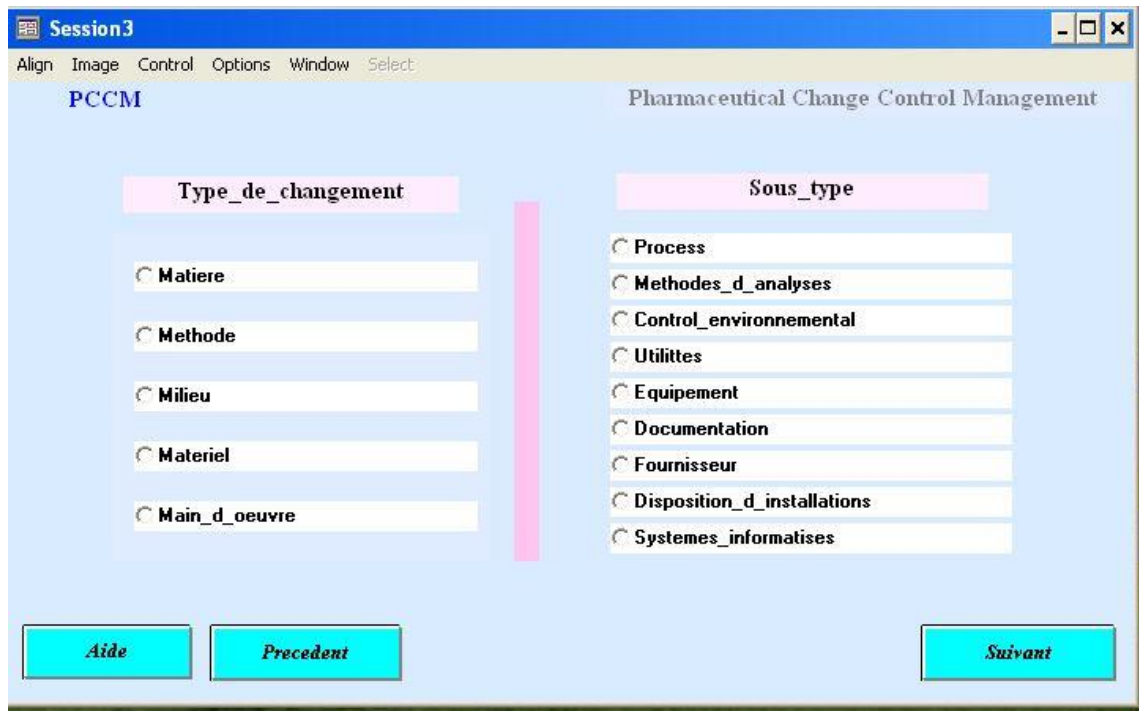 Session3
Align Image Control Options Window Select
PCCM
Pharmaceutical Change Control Management
Type_de_changement
Matiere
Methode
Milieu
Materiel
Main_d_oeuvre
Sous_type
Process
Methodes_d_analyses
Control_environnemental
Utilittes
Equipement
Documentation
Fournisseur
Disposition_d_installations
Systemes_informatises
Aide
Precedent
Suivant